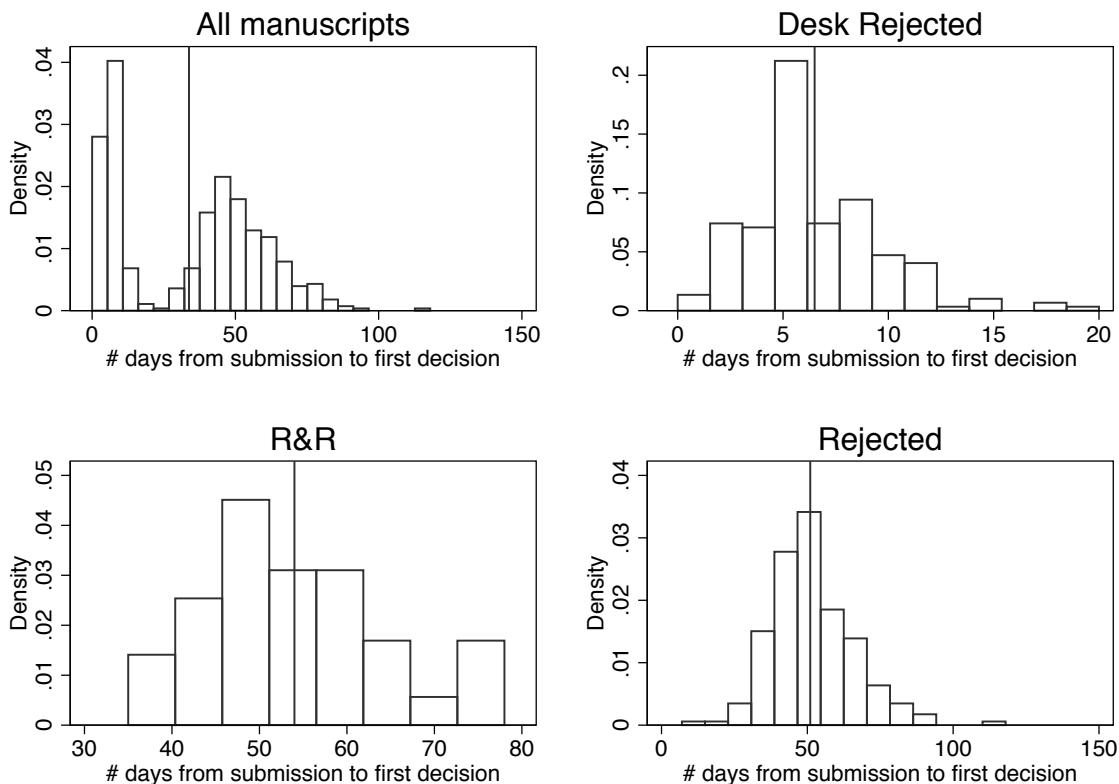 All manuscripts
Density
0 .01 .02 .03 .04
0 50 100 150
# days from submission to first decision
Desk Rejected
Density
0 .05 .1 .15 .2
0 5 10 15 20
# days from submission to first decision
R&R
Density
0 .01 .02 .03 .04 .05
30 40 50 60 70 80
# days from submission to first decision
Rejected
Density
0 .01 .02 .03 .04
0 50 100 150
# days from submission to first decision